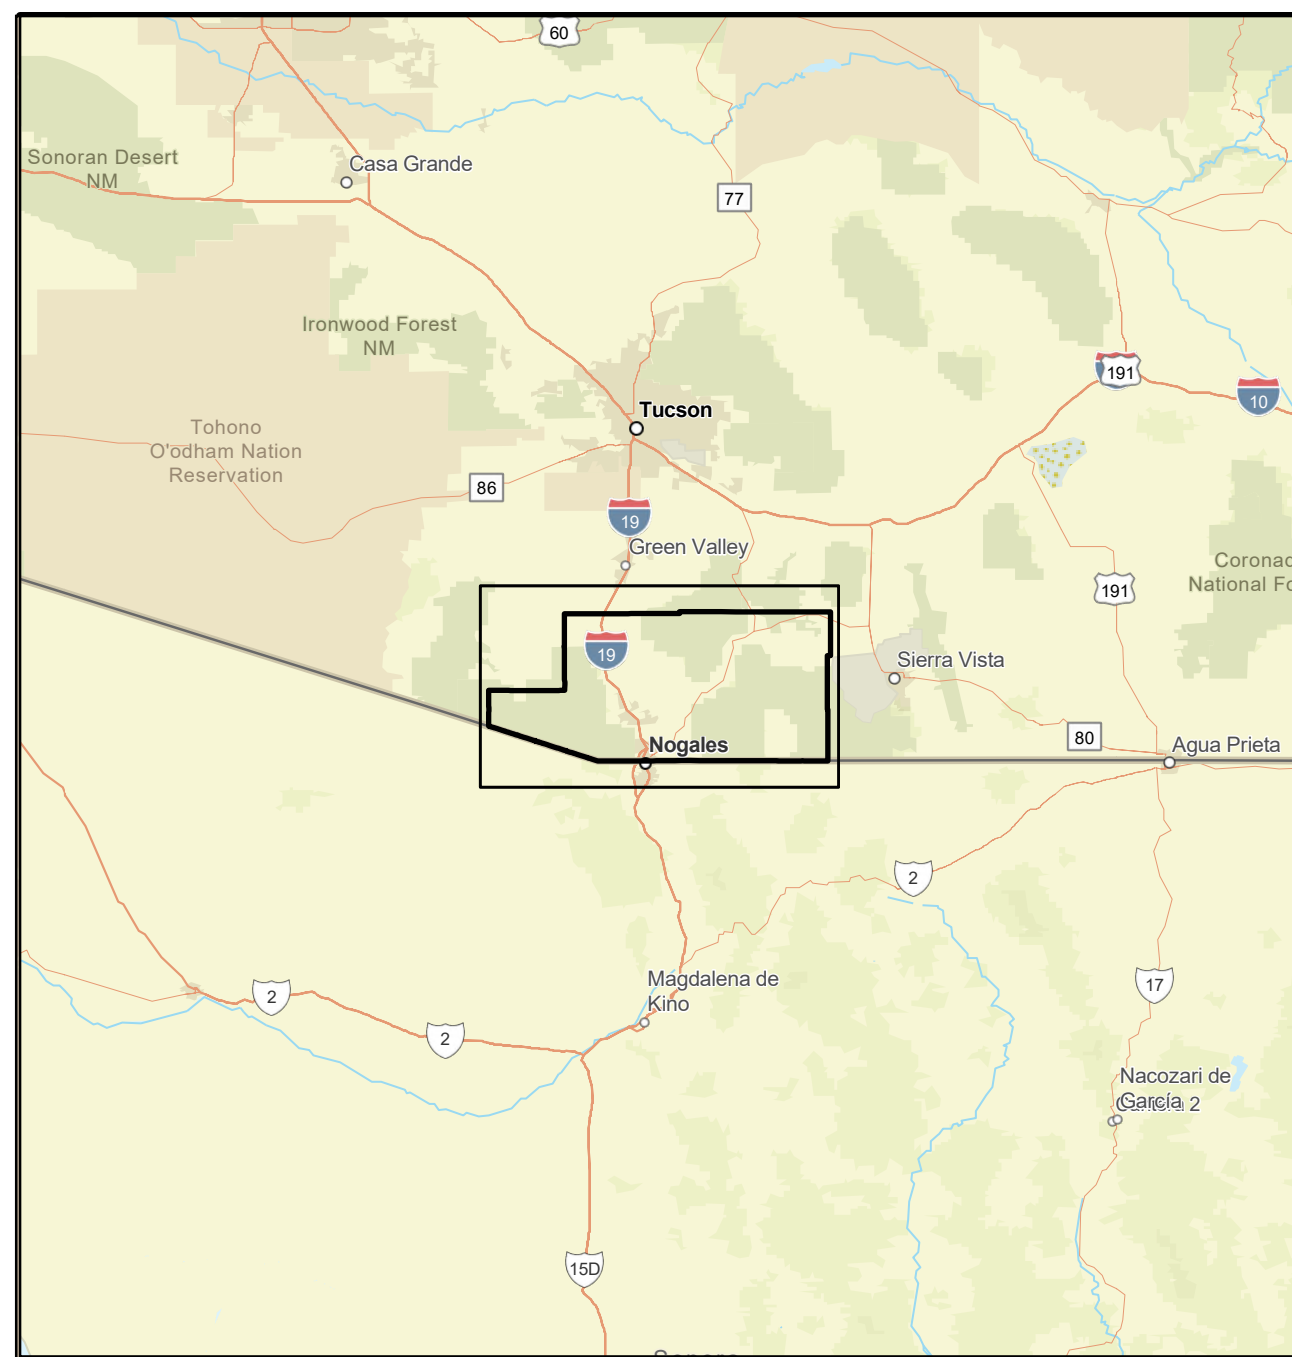 60
Sonoran Desert
NM
Casa Grande
77
Ironwood Forest
NM
191
10
Tucson
Tohono
O'odham Nation
Reservation
86
19
Green Valley
Coronad
National Fo
191
19
Sierra Vista
Nogales
80
Agua Prieta
2
Magdalena de
Kino
2
17
2
Nacozari de
García
2
15D